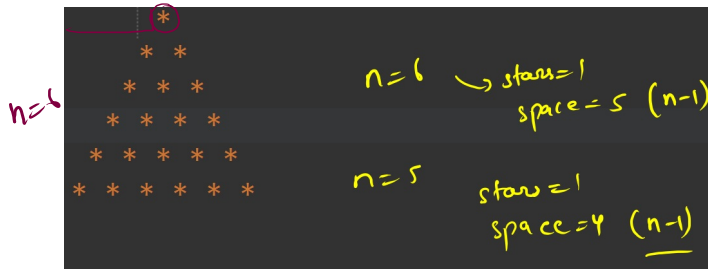 *
* *
* * *
n=6
* * * *
* * * * *
* * * * * *
n=6 → stars=1
space=5 (n-1)
n=5
stars=1
space=4 (n-1)